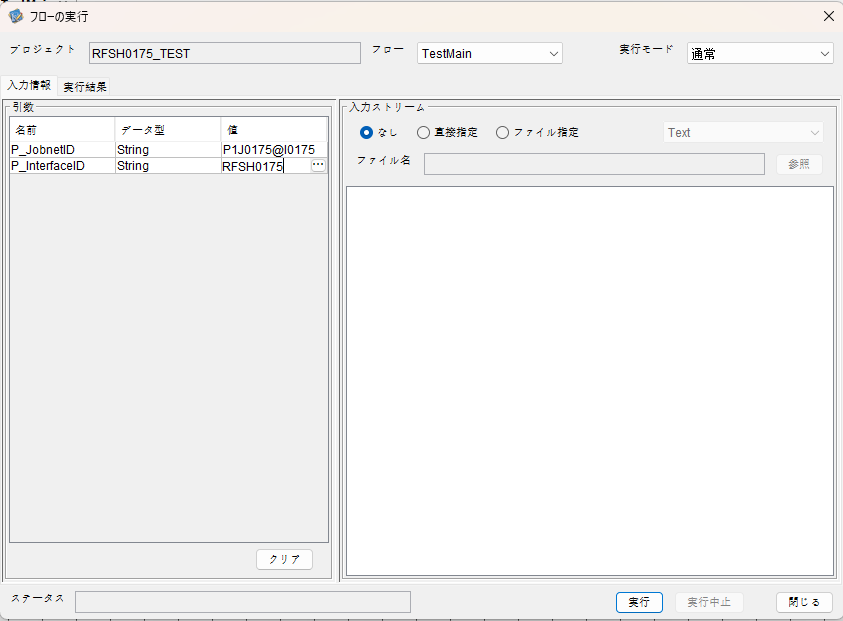 フローの実行
プロジェクト RFSH0175_TEST フロー TestMain 実行モード 通常
入力情報 実行結果
引数
名前 データ型 値
P_JobnetID String P1J0175@I0175
P_InterfaceID String RFSH0175 ...
クリア
入力ストリーム
なし 直接指定 ファイル指定 Text
ファイル名 参照
ステータス 実行 実行中止 閉じる